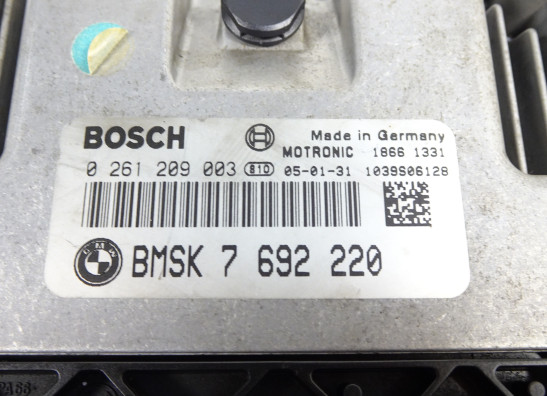 BOSCH
Made in Germany
MOTRONIC 1866 1331
0 261 209 003 810 05-01-31 1039S06128
BMW BMSK 7 692 220